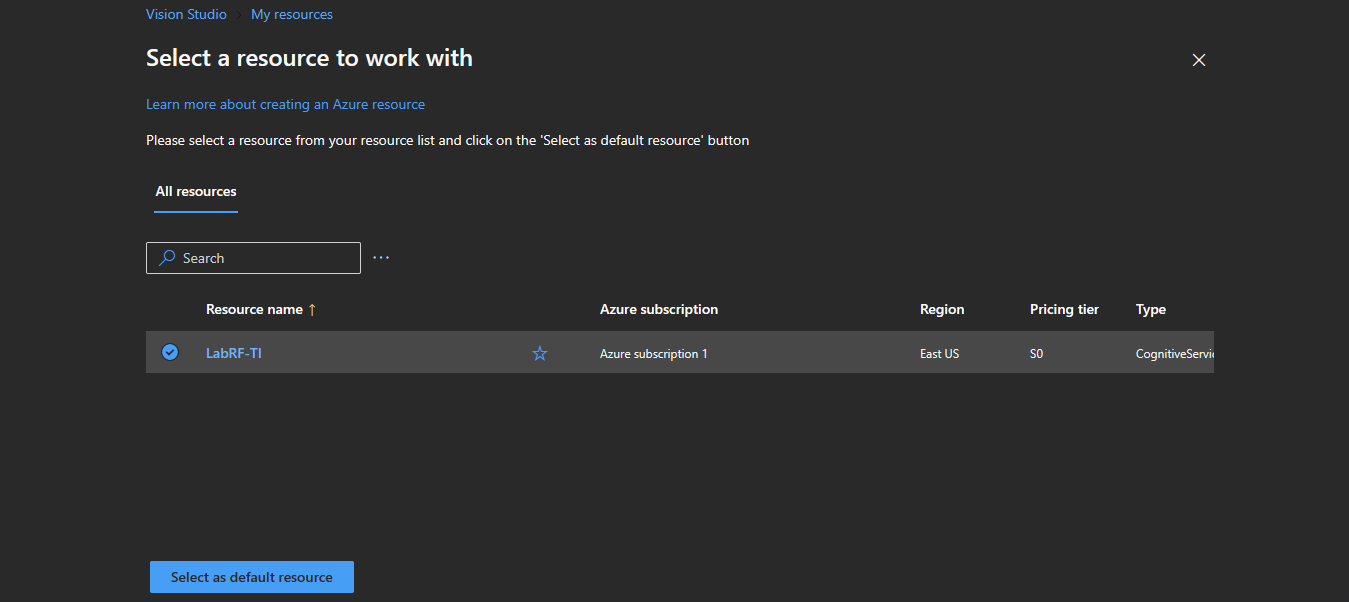 Vision Studio > My resources
Select a resource to work with
Learn more about creating an Azure resource
Please select a resource from your resource list and click on the 'Select as default resource' button
All resources
Search ...
Resource name ↑ Azure subscription Region Pricing tier Type
LabRF-TI Azure subscription 1 East US S0 CognitiveServic
Select as default resource